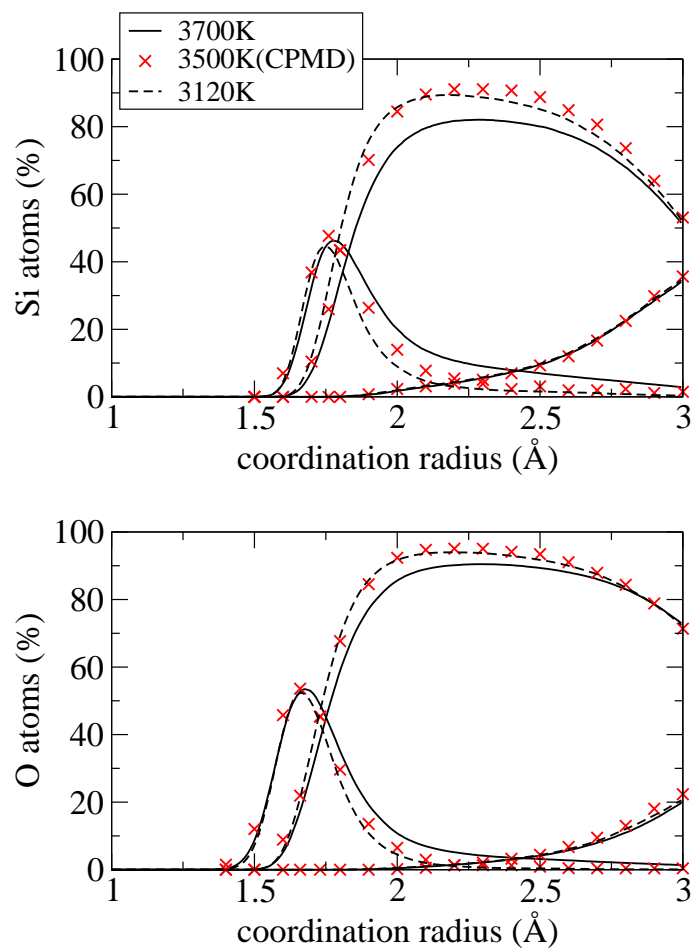 3700K
3500K(CPMD)
3120K
Si atoms (%)
100
80
60
40
20
0
1 1.5 2 2.5 3
coordination radius (Å)
O atoms (%)
100
80
60
40
20
0
1 1.5 2 2.5 3
coordination radius (Å)